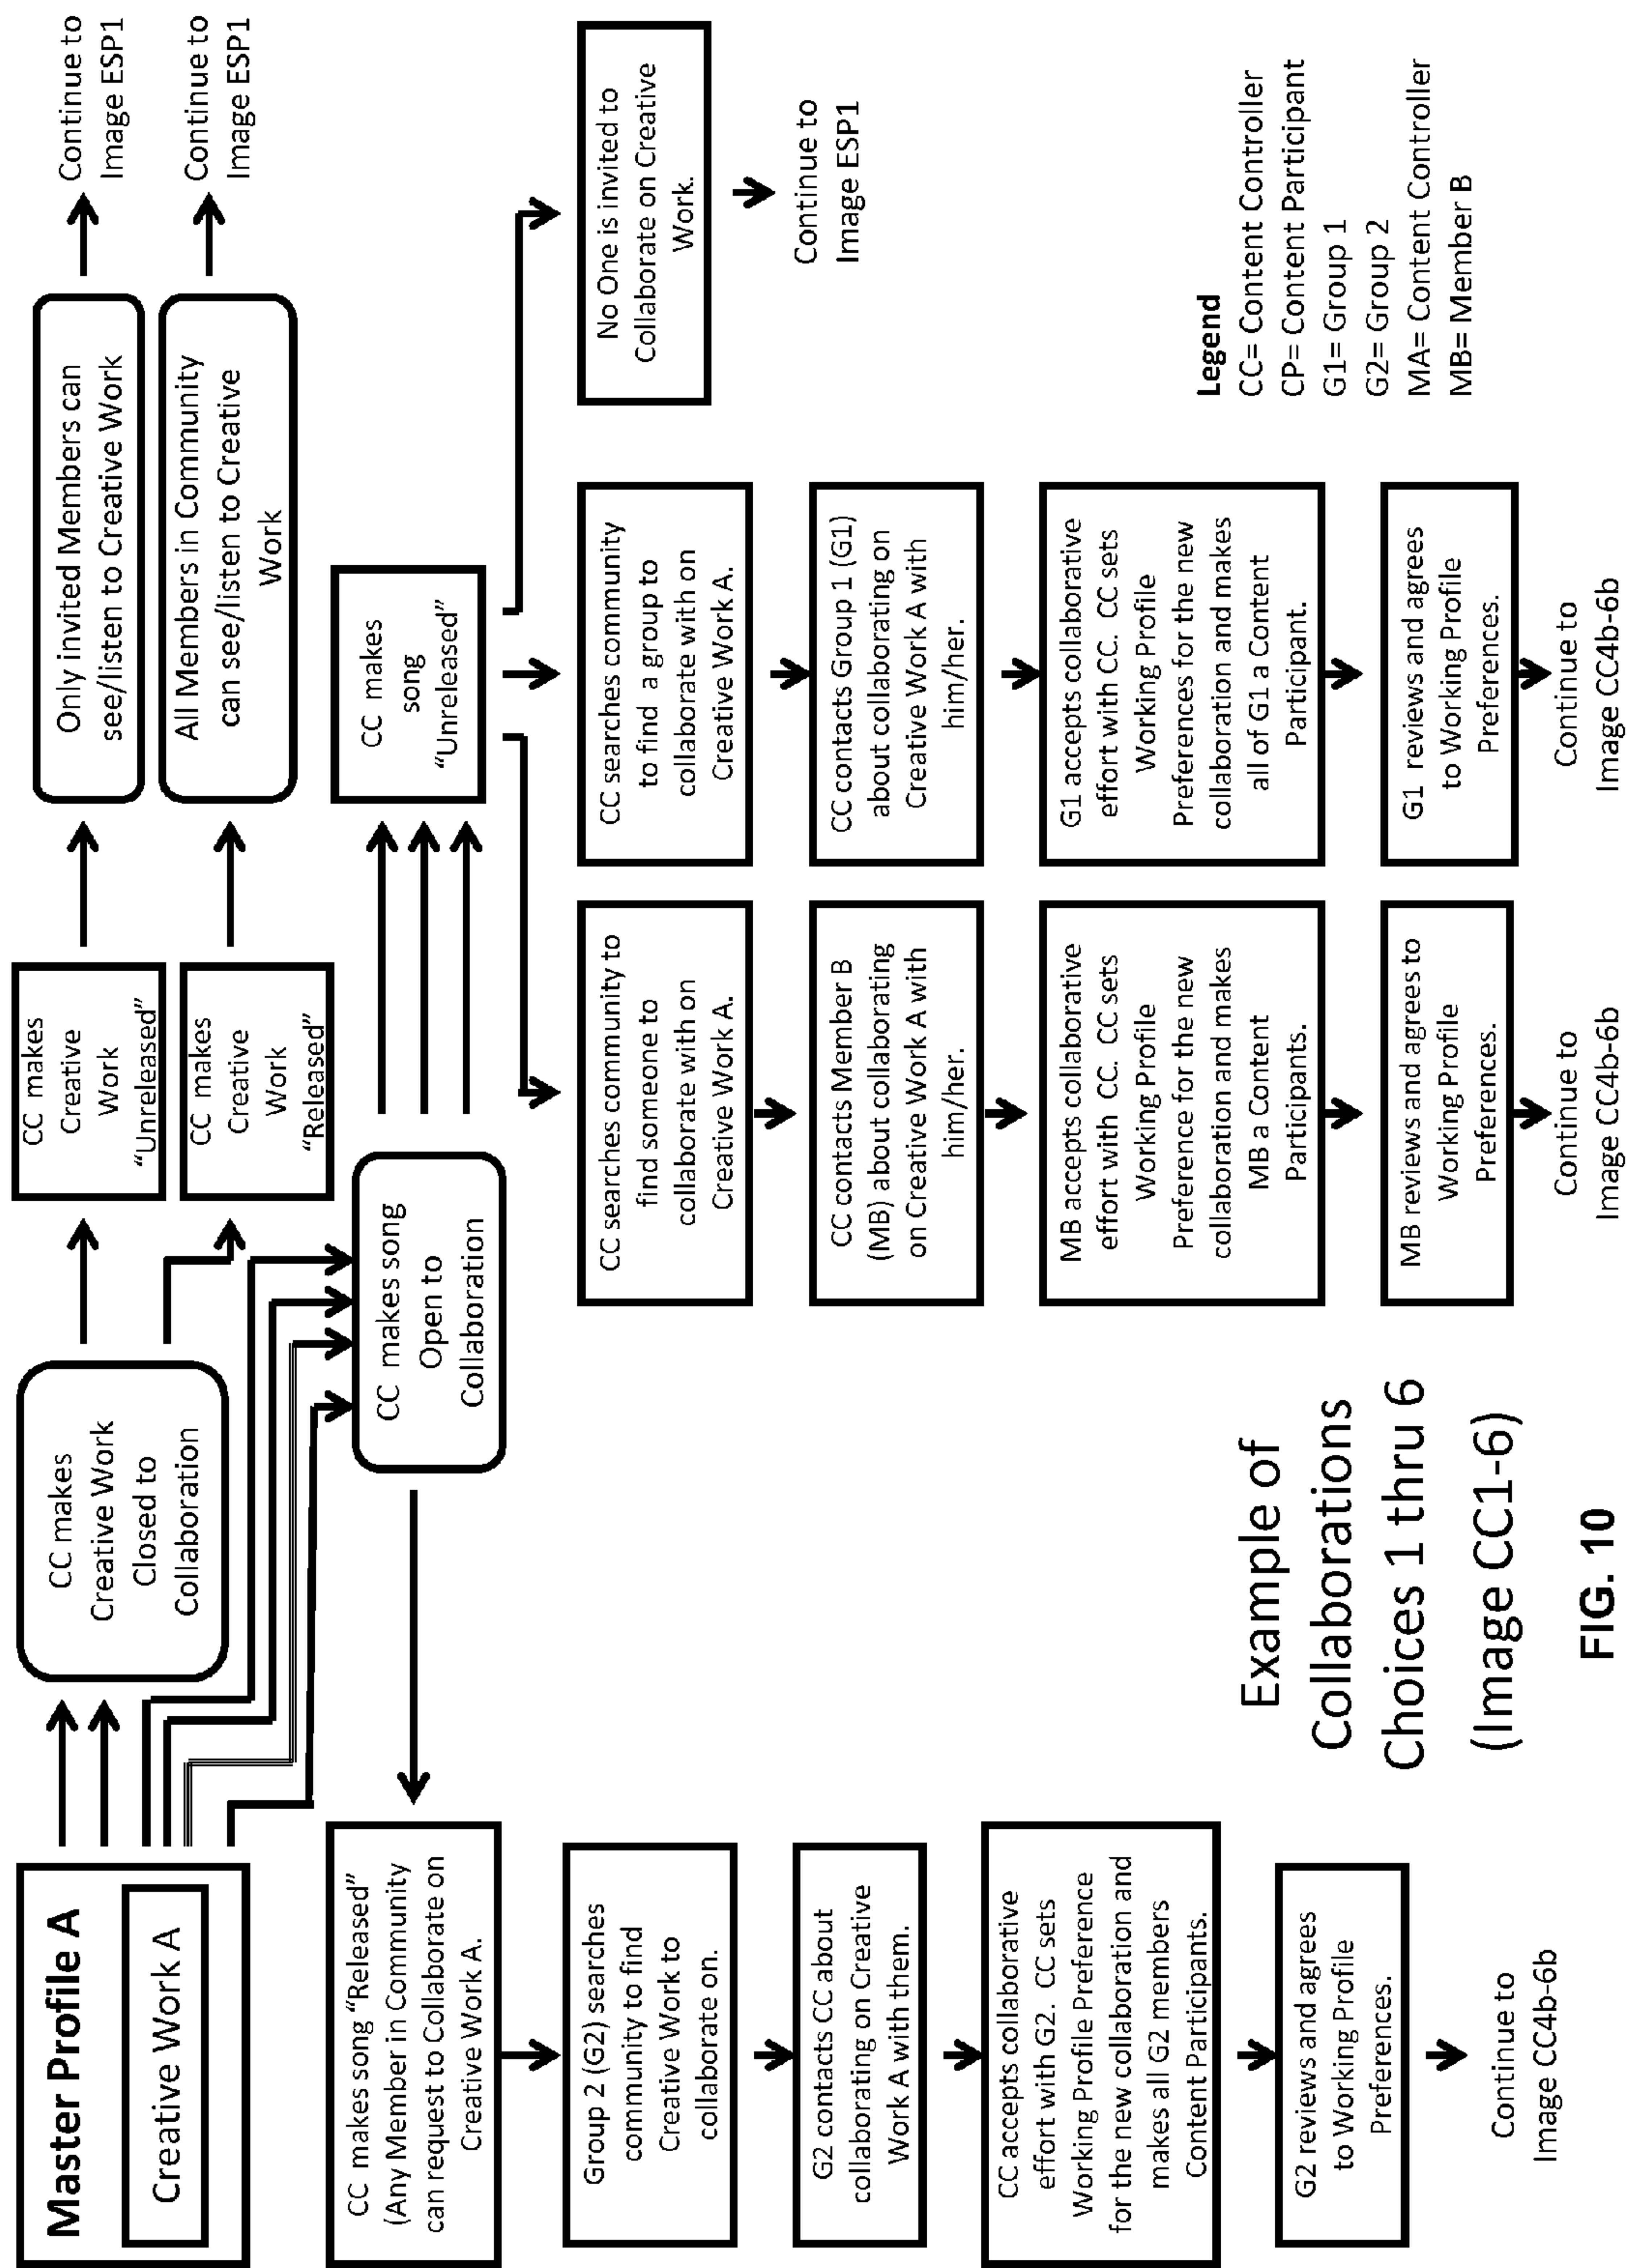 Master Profile A
Creative Work A
CC makes
Creative Work
Closed to
Collaboration
CC makes
Creative
Work
“Unreleased”
Only invited Members can
see/listen to Creative Work
Continue to
Image ESP1
CC makes
Creative
Work
“Released”
All Members in Community
can see/listen to Creative
Work
Continue to
Image ESP1
CC makes song
Open to
Collaboration
CC makes
song
“Unreleased”
CC makes song “Released”
(Any Member in Community
can request to Collaborate on
Creative Work A.
Group 2 (G2) searches
community to find
Creative Work to
collaborate on.
G2 contacts CC about
collaborating on Creative
Work A with them.
CC accepts collaborative
effort with G2. CC sets
Working Profile Preference
for the new collaboration and
makes all G2 members
Content Participants.
G2 reviews and agrees
to Working Profile
Preferences.
Continue to
Image CC4b-6b
CC searches community to
find someone to
collaborate with on
Creative Work A.
CC contacts Member B
(MB) about collaborating
on Creative Work A with
him/her.
MB accepts collaborative
effort with CC. CC sets
Working Profile
Preference for the new
collaboration and makes
MB a Content
Participants.
MB reviews and agrees to
Working Profile
Preferences.
Continue to
Image CC4b-6b
CC searches community
to find a group to
collaborate with on
Creative Work A.
CC contacts Group 1 (G1)
about collaborating on
Creative Work A with
him/her.
G1 accepts collaborative
effort with CC. CC sets
Working Profile
Preferences for the new
collaboration and makes
all of G1 a Content
Participant.
G1 reviews and agrees
to Working Profile
Preferences.
Continue to
Image CC4b-6b
No One is invited to
Collaborate on Creative
Work.
Continue to
Image ESP1
Legend
CC= Content Controller
CP= Content Participant
G1= Group 1
G2= Group 2
MA= Content Controller
MB= Member B
Example of
Collaborations
Choices 1 thru 6
(Image CC1-6)
FIG. 10